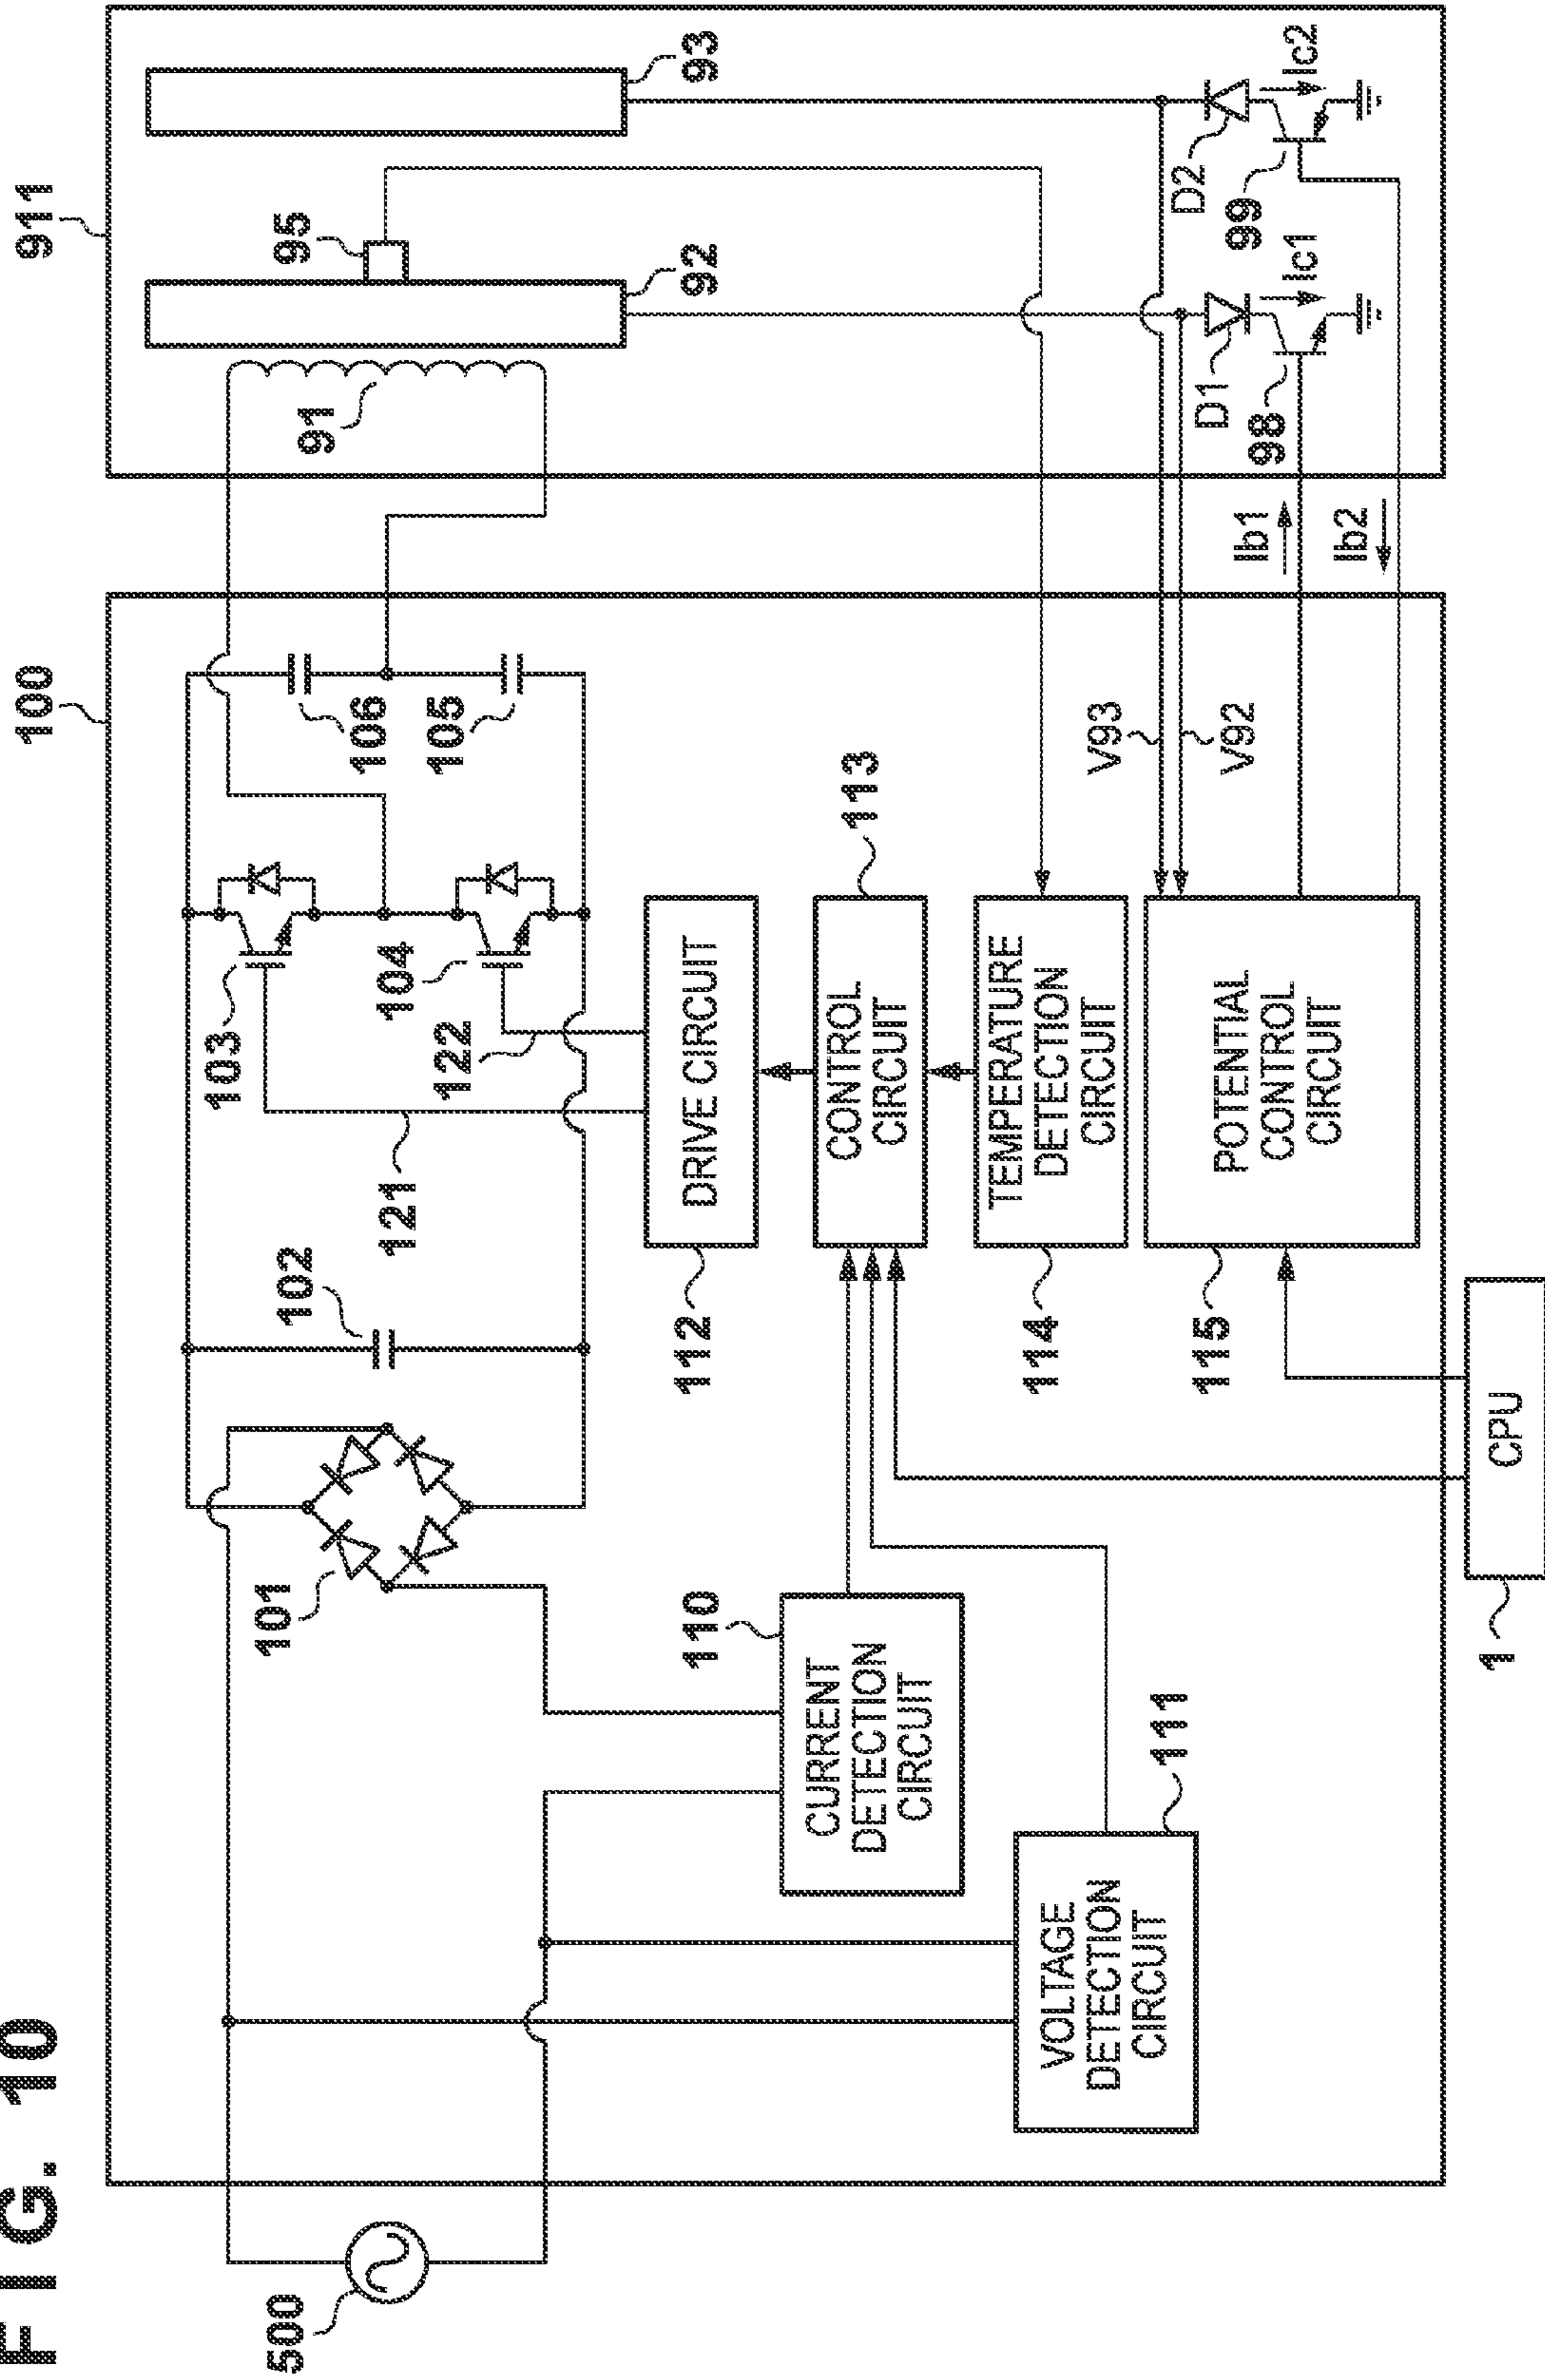 FIG. 10
100
911
500
101
102
103
104
121
122
106
105
91
95
92
93
CURRENT
DETECTION
CIRCUIT
110
VOLTAGE
DETECTION
CIRCUIT
111
DRIVE CIRCUIT
112
CONTROL
CIRCUIT
113
TEMPERATURE
DETECTION
CIRCUIT
114
POTENTIAL
CONTROL
CIRCUIT
115
V93
V92
Ib1
Ib2
D1
98
Ic1
D2
99
Ic2
CPU
1